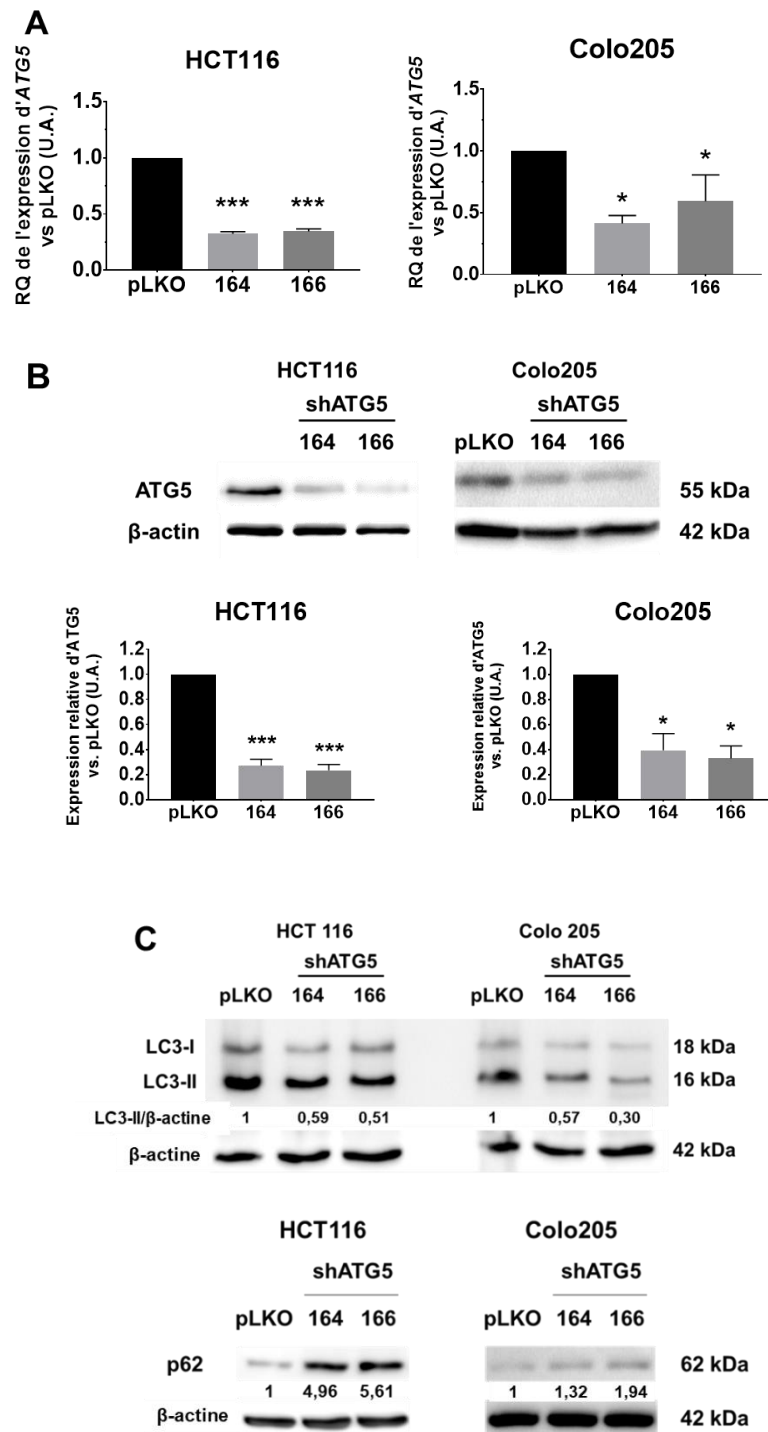 A
HCT116
RQ de l'expression d'ATG5
vs pLKO (U.A.)
1.5
1.0
0.5
0.0
*** ***
pLKO 164 166
Colo205
RQ de l'expression d'ATG5
vs pLKO (U.A.)
1.5
1.0
0.5
0.0
* *
pLKO 164 166
B
HCT116 Colo205
shATG5 shATG5
164 166 pLKO 164 166
ATG5 55 kDa
β-actin 42 kDa
HCT116
Expression relative d'ATG5
vs. pLKO (U.A.)
1.2
1.0
0.8
0.6
0.4
0.2
0.0
*** ***
pLKO 164 166
Colo205
Expression relative d'ATG5
vs. pLKO (U.A.)
1.2
1.0
0.8
0.6
0.4
0.2
0.0
* *
pLKO 164 166
C
HCT 116 Colo 205
shATG5 shATG5
pLKO 164 166 pLKO 164 166
LC3-I 18 kDa
LC3-II 16 kDa
LC3-II/β-actine 1 0,59 0,51 1 0,57 0,30
β-actine 42 kDa
HCT116 Colo205
shATG5 shATG5
pLKO 164 166 pLKO 164 166
p62 62 kDa
1 4,96 5,61 1 1,32 1,94
β-actine 42 kDa